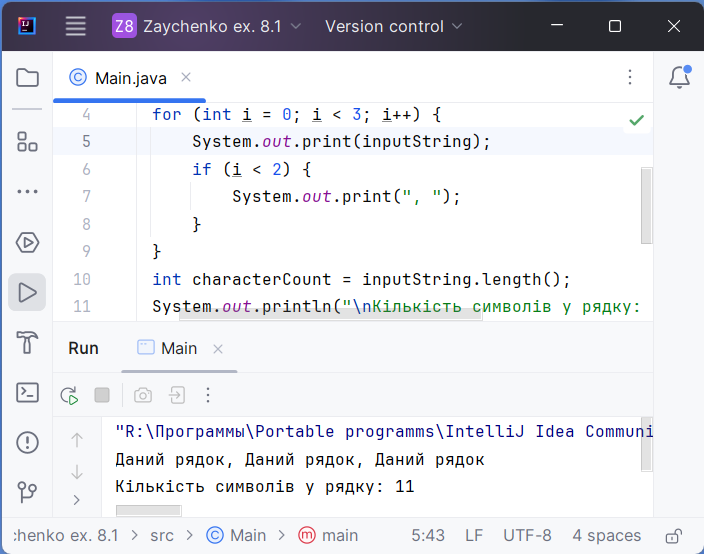 Z8 Zaychenko ex. 8.1 Version control
Main.java
4 for (int i = 0; i < 3; i++) {
5 System.out.print(inputString);
6 if (i < 2) {
7 System.out.print(", ");
8 }
9 }
10 int characterCount = inputString.length();
11 System.out.println("\nКількість символів у рядку:
Run Main
"R:\Программы\Portable programms\IntelliJ Idea Communi
Даний рядок, Даний рядок, Даний рядок
Кількість символів у рядку: 11
chenko ex. 8.1 > src > Main > main 5:43 LF UTF-8 4 spaces